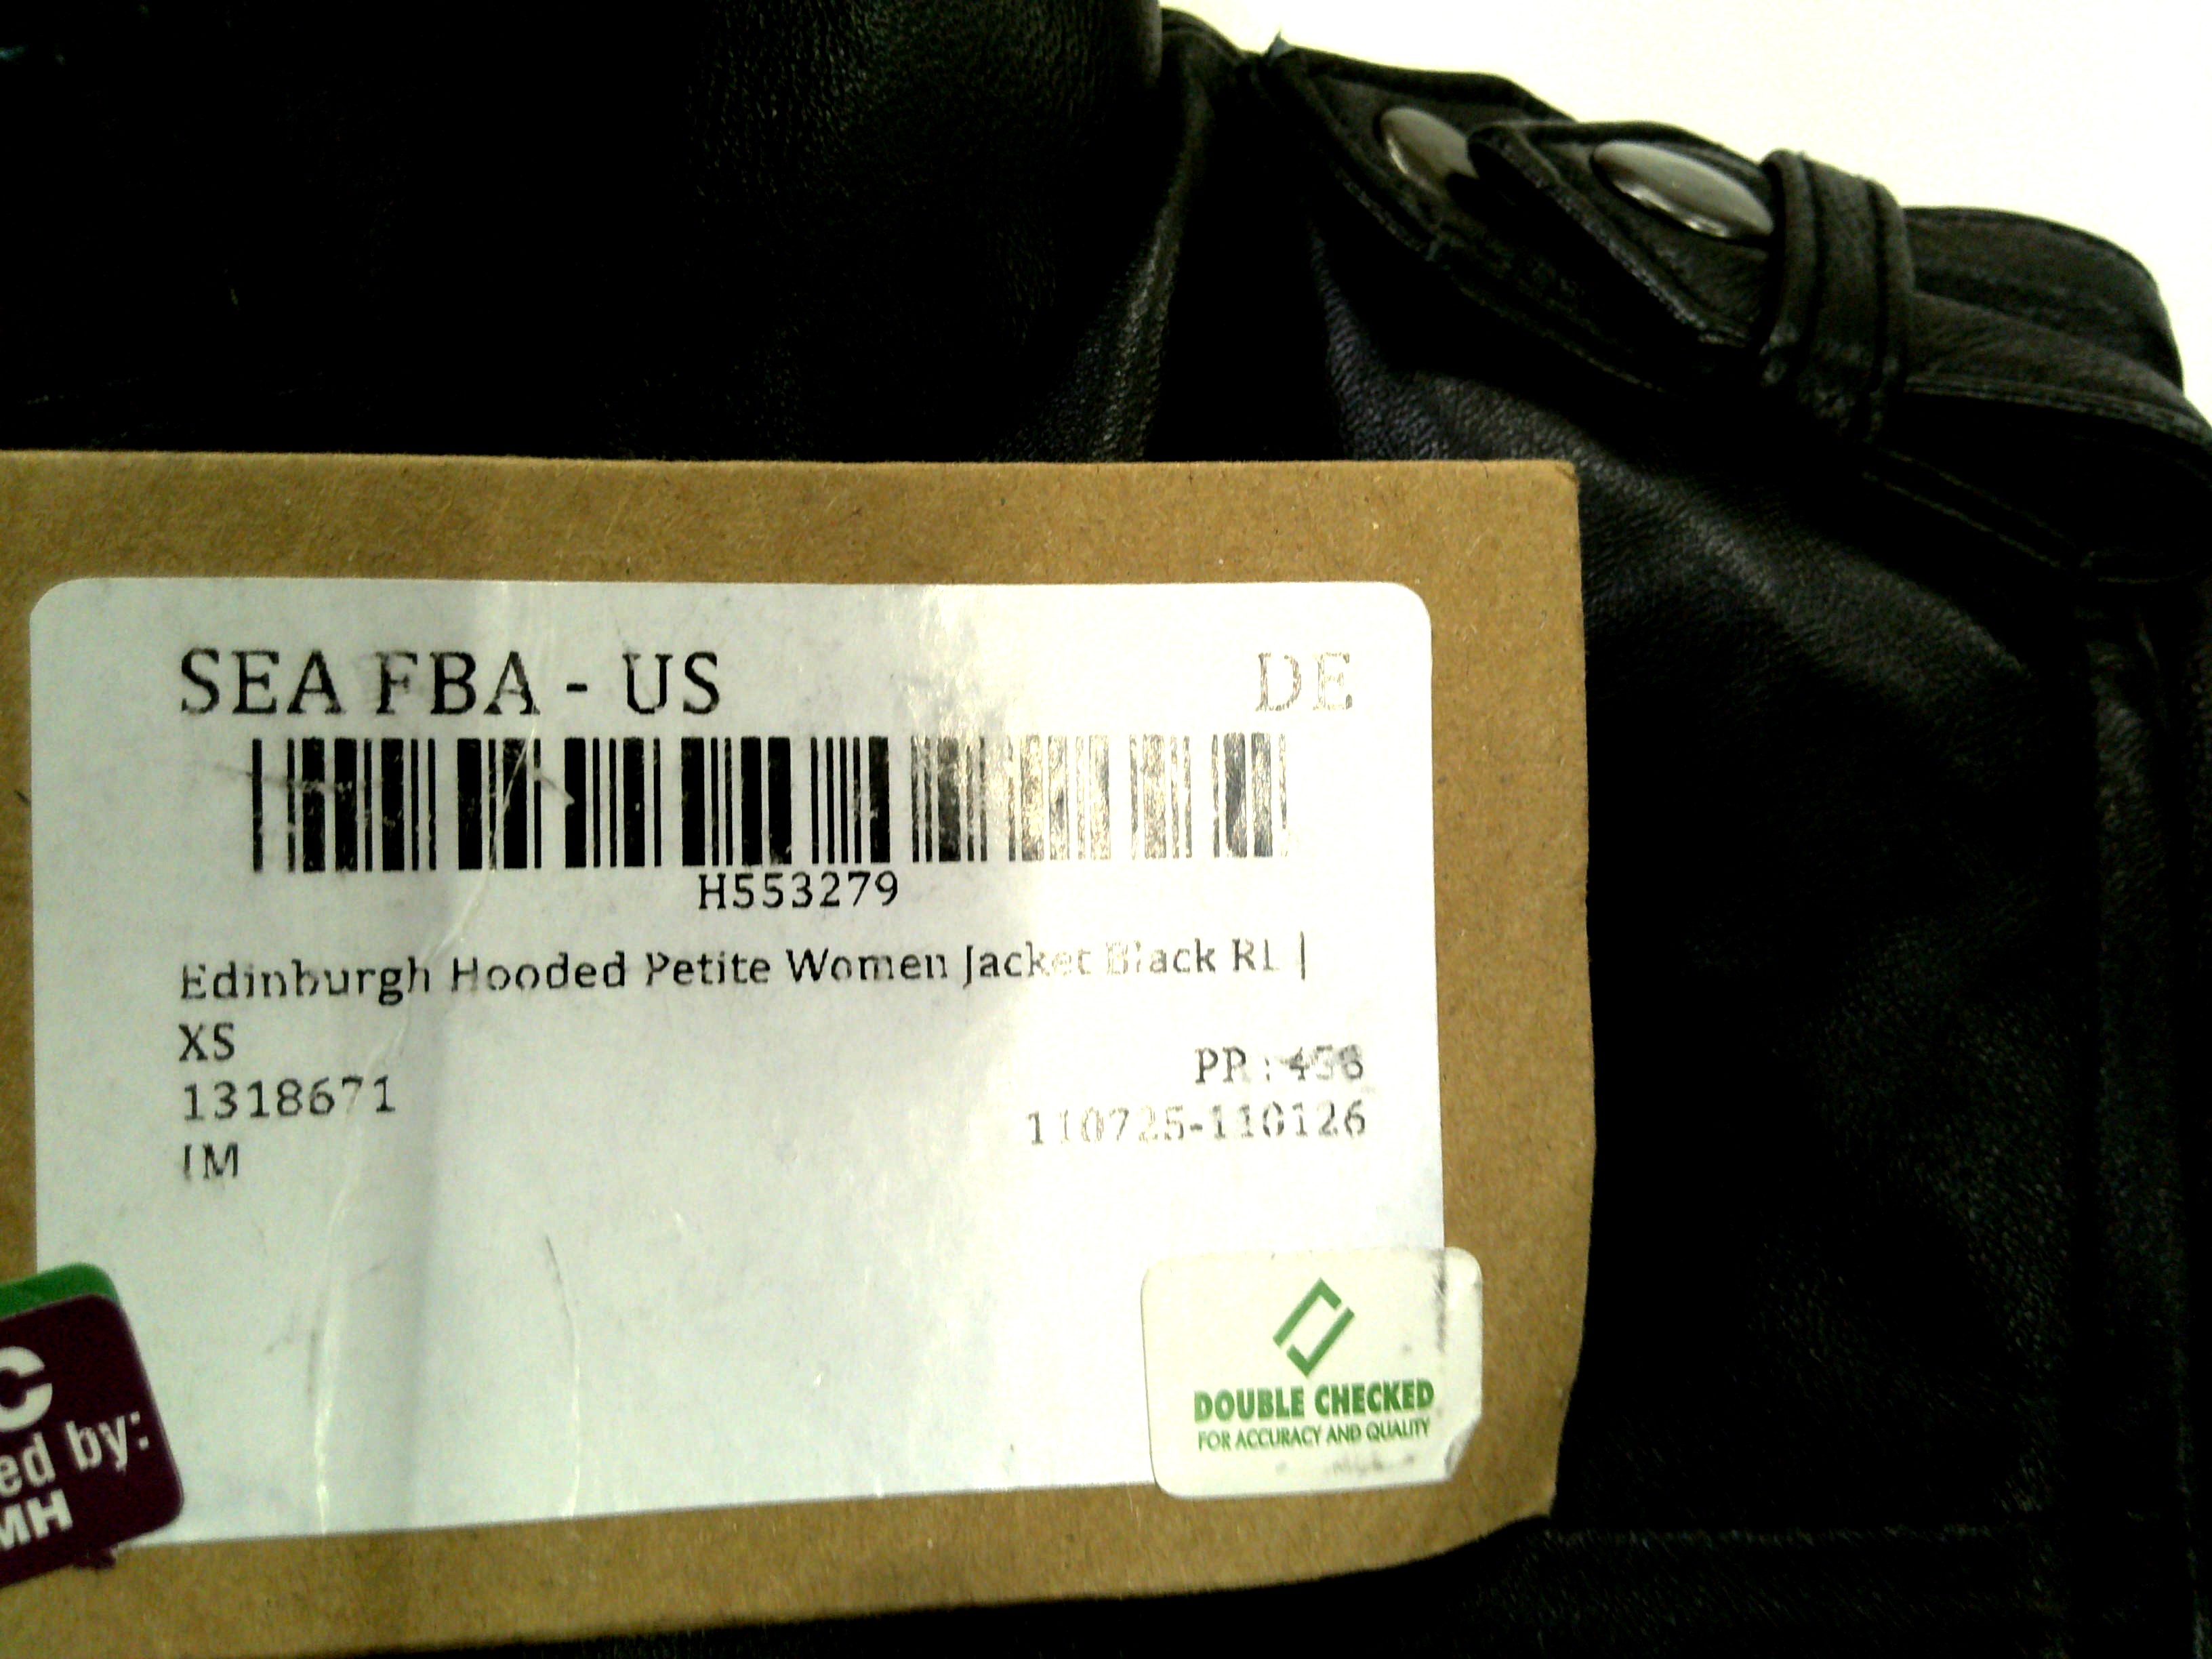 SEA FBA - US
DE
H553279
Edinburgh Hooded Petite Women Jacket Black RL |
XS
1318671
IM
PR :
110725-110126
DOUBLE CHECKED
FOR ACCURACY AND QUALITY
C
ed by:
MH